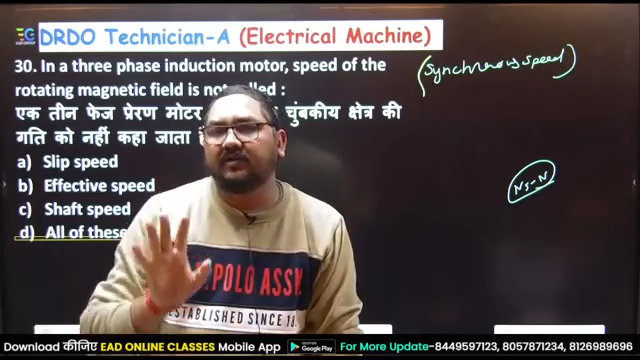 EG
EAD GROUP
DRDO Technician-A (Electrical Machine)
30. In a three phase induction motor, speed of the
rotating magnetic field is not called :
एक तीन फेज प्रेरण मोटर चुंबकीय क्षेत्र की
गति को नहीं कहा जाता
a) Slip speed
b) Effective speed
c) Shaft speed
d) All of these
(Synchronous speed)
Ns-N
U.S. POLO ASSN.
ESTABLISHED SINCE 18
Download कीजिए EAD ONLINE CLASSES Mobile App Google Play For More Update-8449597123, 8057871234, 8126989696